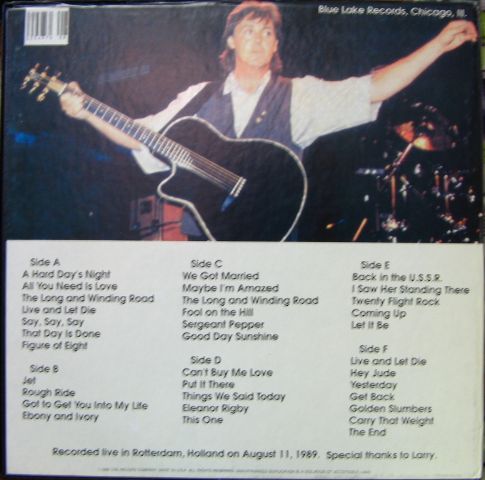 Blue Lake Records, Chicago, Ill.
Side A
A Hard Day's Night
All You Need Is Love
The Long and Winding Road
Live and Let Die
Say, Say, Say
That Day Is Done
Figure of Eight
Side B
Jet
Rough Ride
Got to Get You Into My Life
Ebony and Ivory
Side C
We Got Married
Maybe I'm Amazed
The Long and Winding Road
Fool on the Hill
Sergeant Pepper
Good Day Sunshine
Side D
Can't Buy Me Love
Put It There
Things We Said Today
Eleanor Rigby
This One
Side E
Back in the U.S.S.R.
I Saw Her Standing There
Twenty Flight Rock
Coming Up
Let It Be
Side F
Live and Let Die
Hey Jude
Yesterday
Get Back
Golden Slumbers
Carry That Weight
The End
Recorded live in Rotterdam, Holland on August 11, 1989. Special thanks to Larry.